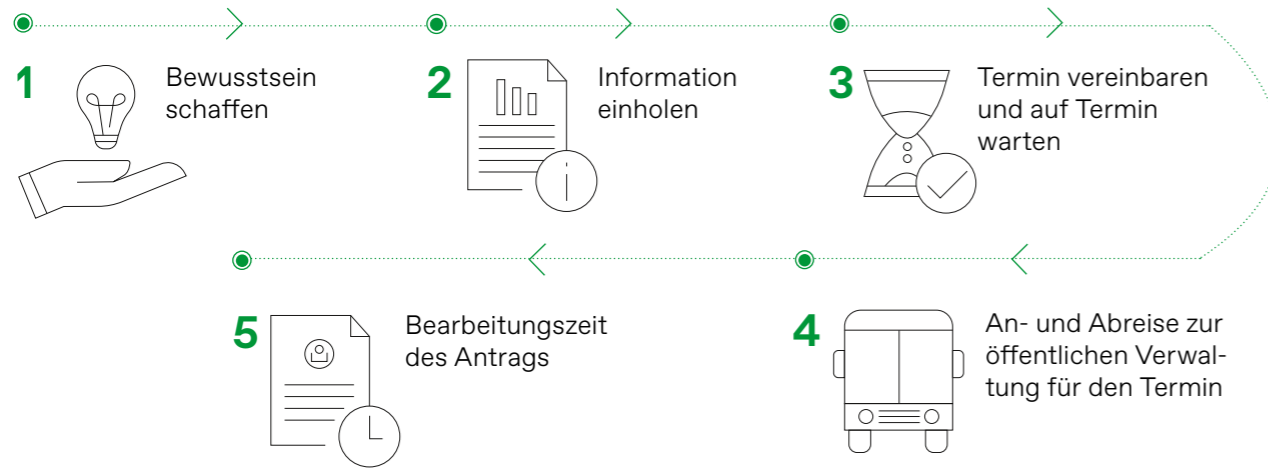 1
Bewusstsein
schaffen
2
Information
einholen
3
Termin vereinbaren
und auf Termin
warten
4
An- und Abreise zur
öffentlichen Verwal-
tung für den Termin
5
Bearbeitungszeit
des Antrags